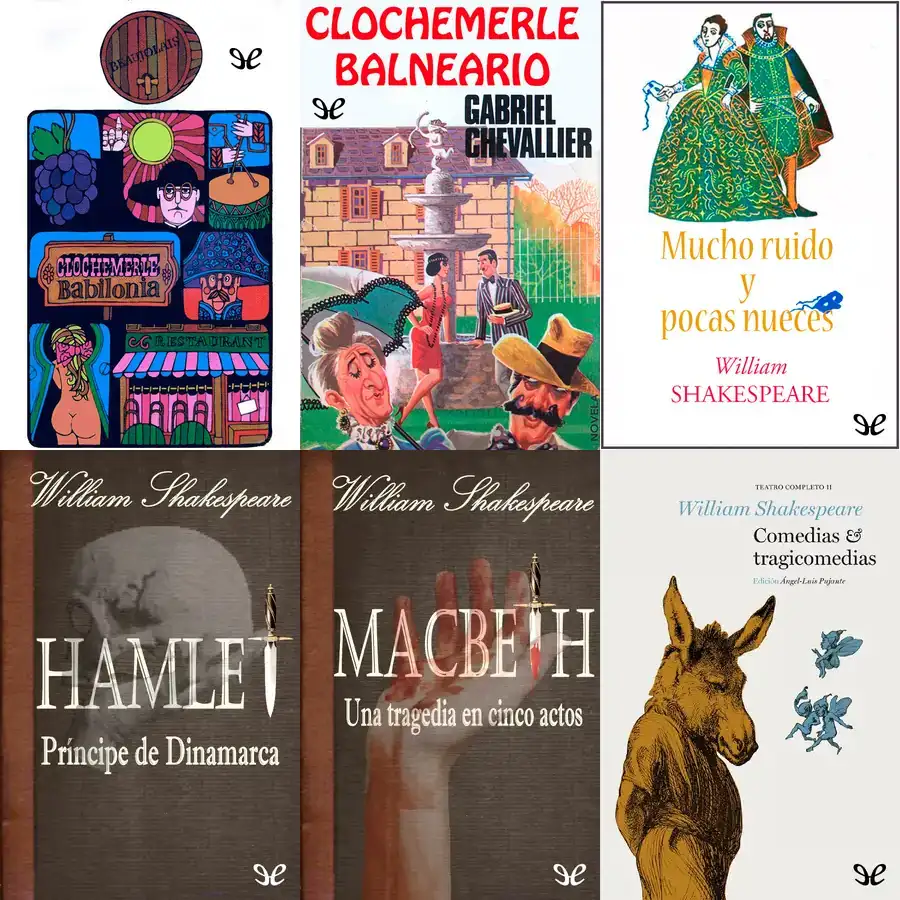 BEAUJOLAIS
CLOCHEMERLE
Babilonia
RESTAURANT
CLOCHEMERLE
BALNEARIO
GABRIEL
CHEVALLIER
NOVELA
Mucho ruido
y
pocas nueces
William
SHAKESPEARE
William Shakespeare
HAMLET
Príncipe de Dinamarca
William Shakespeare
MACBETH
Una tragedia en cinco actos
TEATRO COMPLETO II
William Shakespeare
Comedias &
tragicomedias
Edición Ángel-Luis Pujante